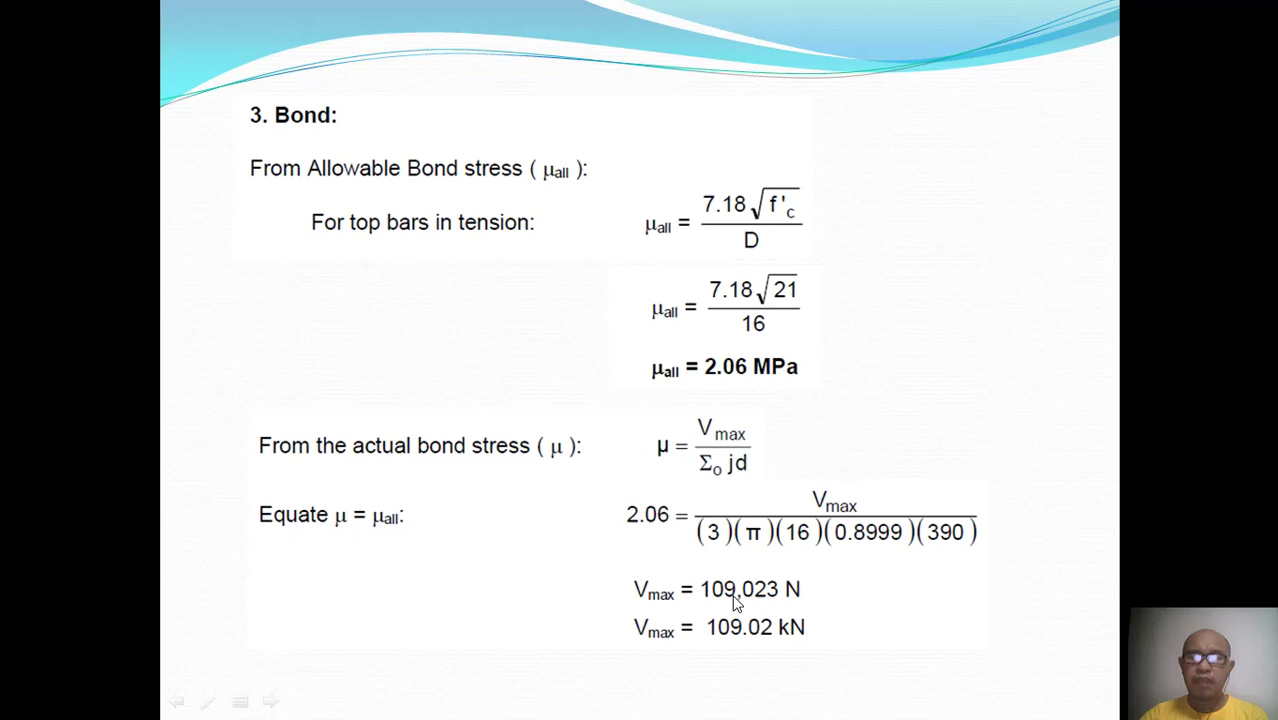 3. Bond:
From Allowable Bond stress ( μall ):
For top bars in tension: μall = 7.18√f'c / D
μall = 7.18√21 / 16
μall = 2.06 MPa
From the actual bond stress ( μ ): μ = Vmax / Σo jd
Equate μ = μall: 2.06 = Vmax / (3)(π)(16)(0.8999)(390)
Vmax = 109,023 N
Vmax = 109.02 kN